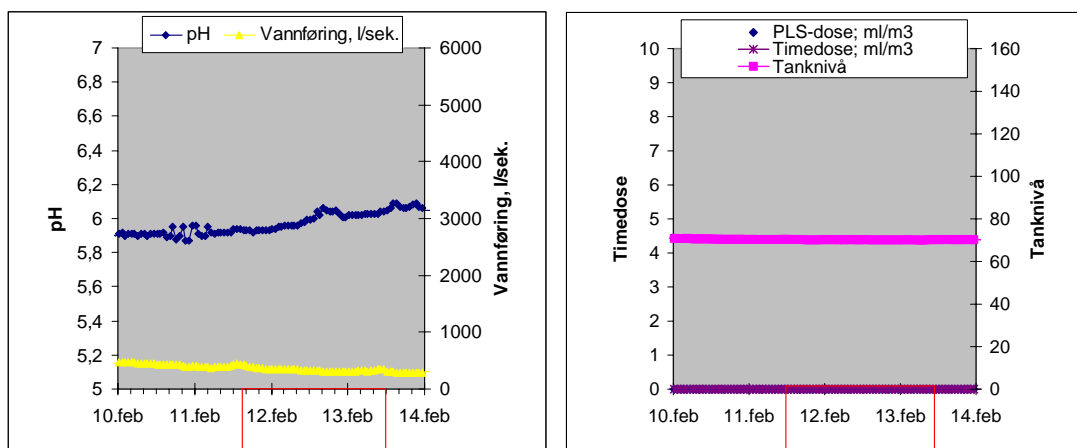 pH
Vannføring, l/sek.
7
6,8
6,6
6,4
6,2
6
5,8
5,6
5,4
5,2
5
pH
6000
5000
4000
3000
2000
1000
0
Vannføring, l/sek.
10.feb
11.feb
12.feb
13.feb
14.feb
PLS-dose; ml/m3
Timedose; ml/m3
Tanknivå
10
9
8
7
6
5
4
3
2
1
0
Timedose
160
140
120
100
80
60
40
20
0
Tanknivå
10.feb
11.feb
12.feb
13.feb
14.feb